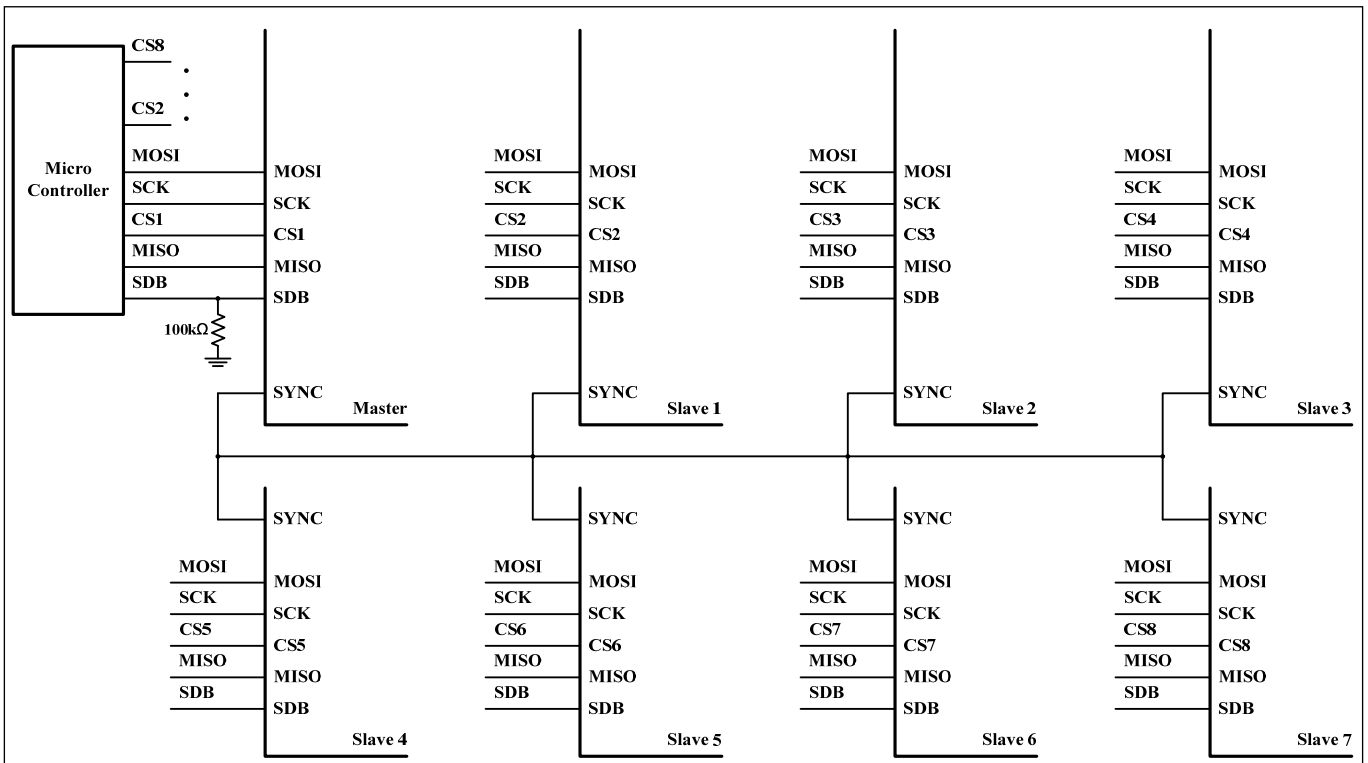 CS8
CS2
Micro
Controller
MOSI
SCK
CS1
MISO
SDB
100kΩ
MOSI
SCK
CS1
MISO
SDB
SYNC
Master
MOSI
SCK
CS2
MISO
SDB
MOSI
SCK
CS2
MISO
SDB
SYNC
Slave 1
MOSI
SCK
CS3
MISO
SDB
MOSI
SCK
CS3
MISO
SDB
SYNC
Slave 2
MOSI
SCK
CS4
MISO
SDB
MOSI
SCK
CS4
MISO
SDB
SYNC
Slave 3
SYNC
MOSI
SCK
CS5
MISO
SDB
MOSI
SCK
CS5
MISO
SDB
Slave 4
SYNC
MOSI
SCK
CS6
MISO
SDB
MOSI
SCK
CS6
MISO
SDB
Slave 5
SYNC
MOSI
SCK
CS7
MISO
SDB
MOSI
SCK
CS7
MISO
SDB
Slave 6
SYNC
MOSI
SCK
CS8
MISO
SDB
MOSI
SCK
CS8
MISO
SDB
Slave 7